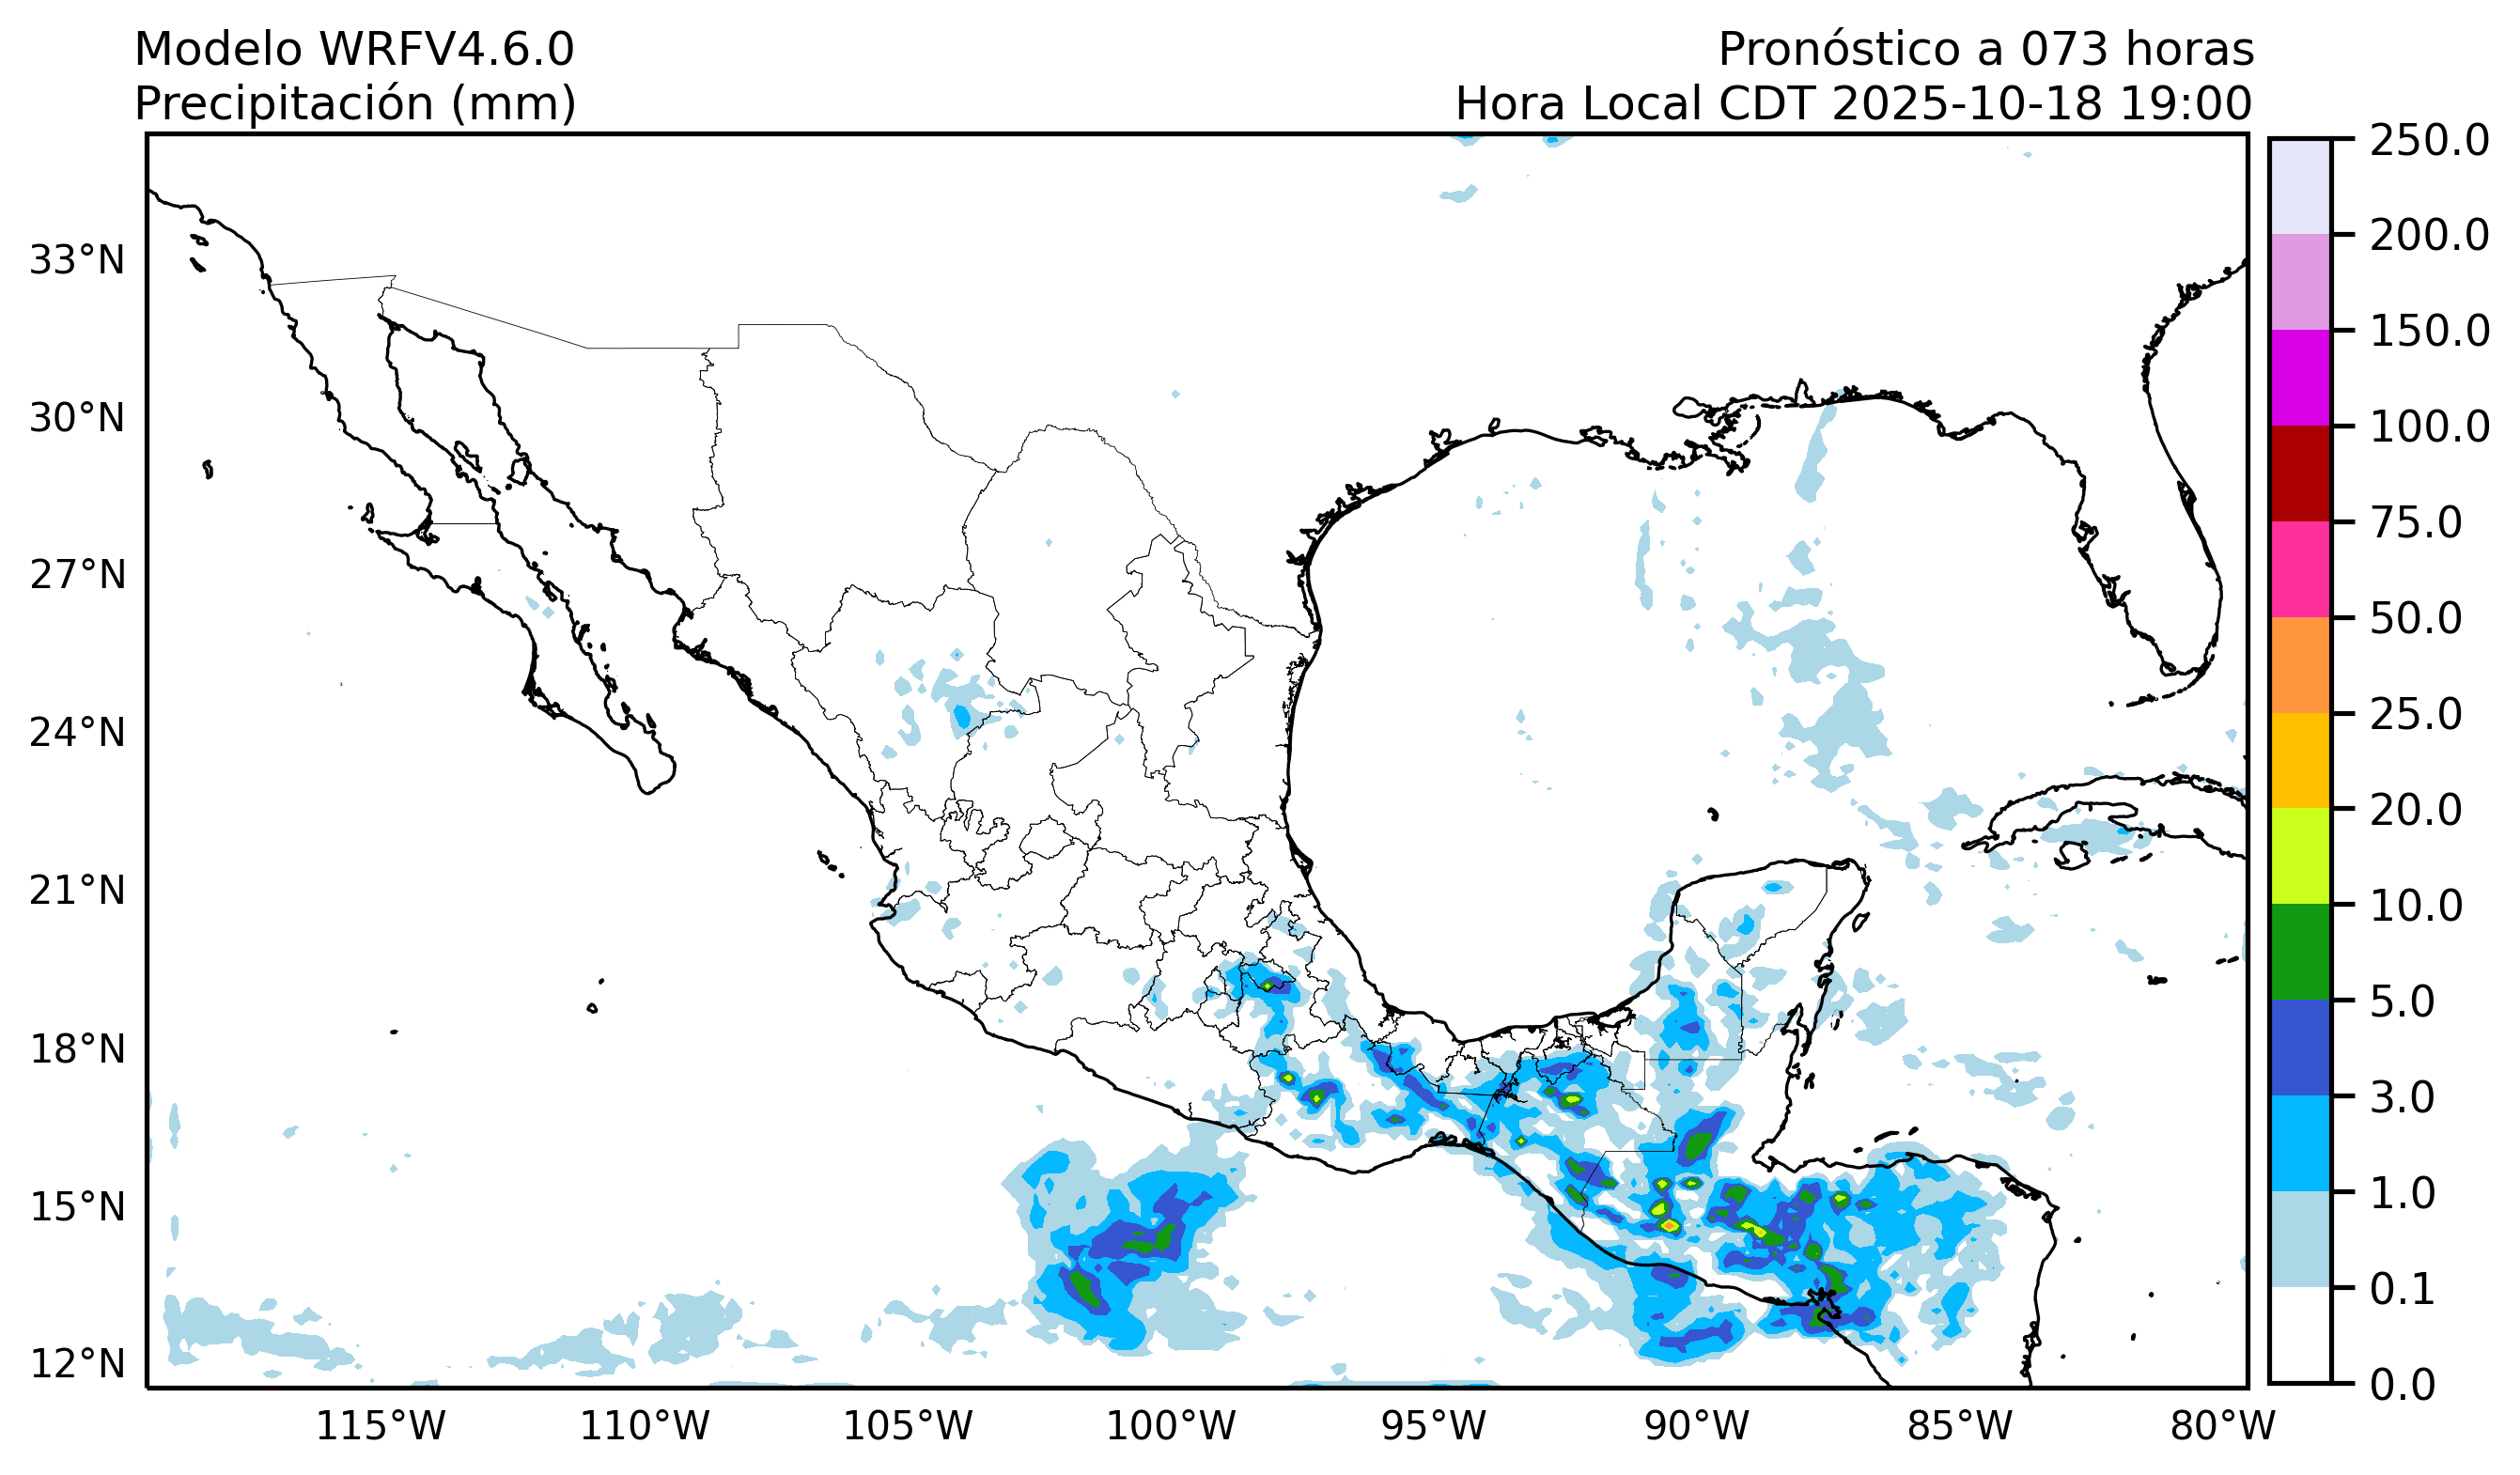 Modelo WRFV4.6.0
Precipitación (mm)
Pronóstico a 073 horas
Hora Local CDT 2025-10-18 19:00
33°N
30°N
27°N
24°N
21°N
18°N
15°N
12°N
115°W
110°W
105°W
100°W
95°W
90°W
85°W
80°W
250.0
200.0
150.0
100.0
75.0
50.0
25.0
20.0
10.0
5.0
3.0
1.0
0.1
0.0